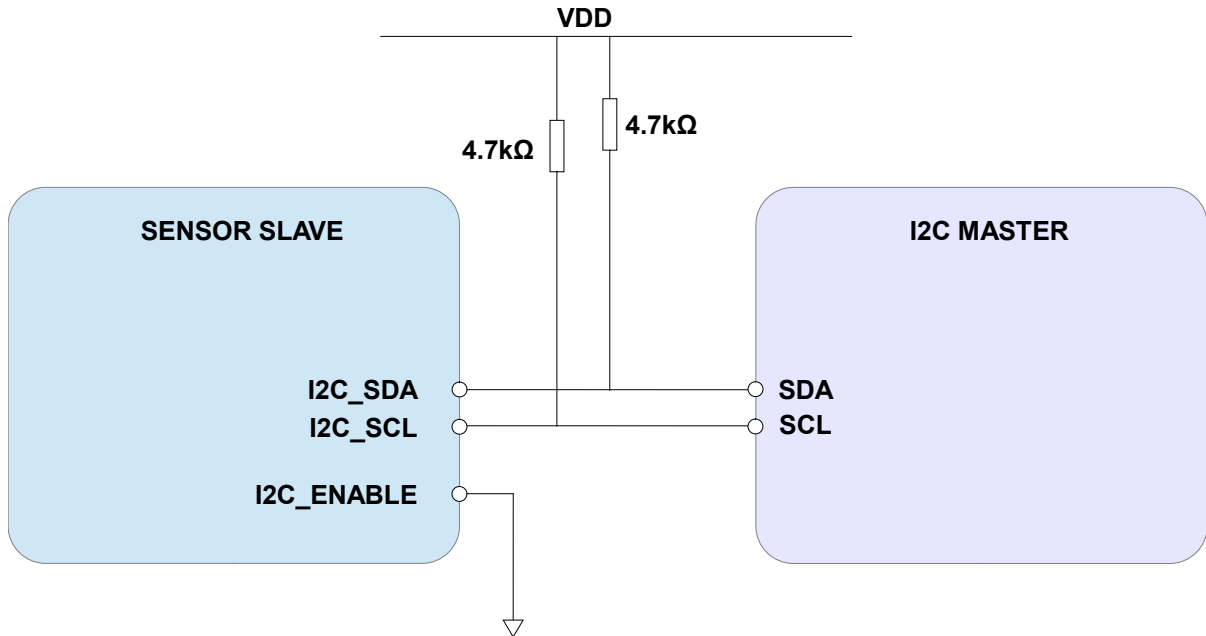 VDD
4.7kΩ
4.7kΩ
SENSOR SLAVE
I2C MASTER
I2C_SDA
SDA
I2C_SCL
SCL
I2C_ENABLE